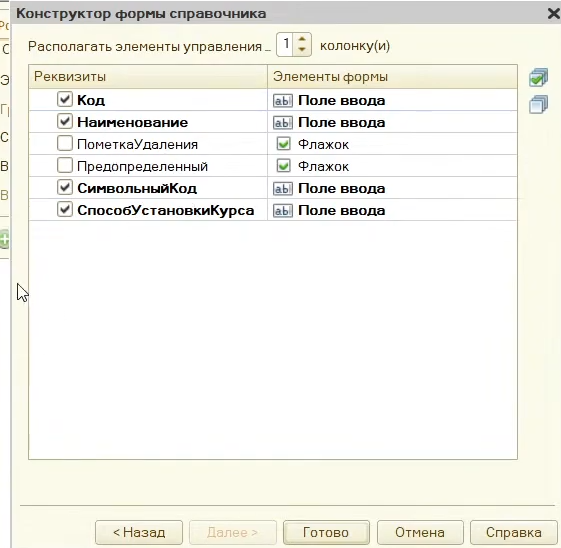 Конструктор формы справочника
Располагать элементы управления _ 1 колонку(и)
Реквизиты Элементы формы
Код Поле ввода
Наименование Поле ввода
ПометкаУдаления Флажок
Предопределенный Флажок
СимвольныйКод Поле ввода
СпособУстановкиКурса Поле ввода
< Назад Далее > Готово Отмена Справка